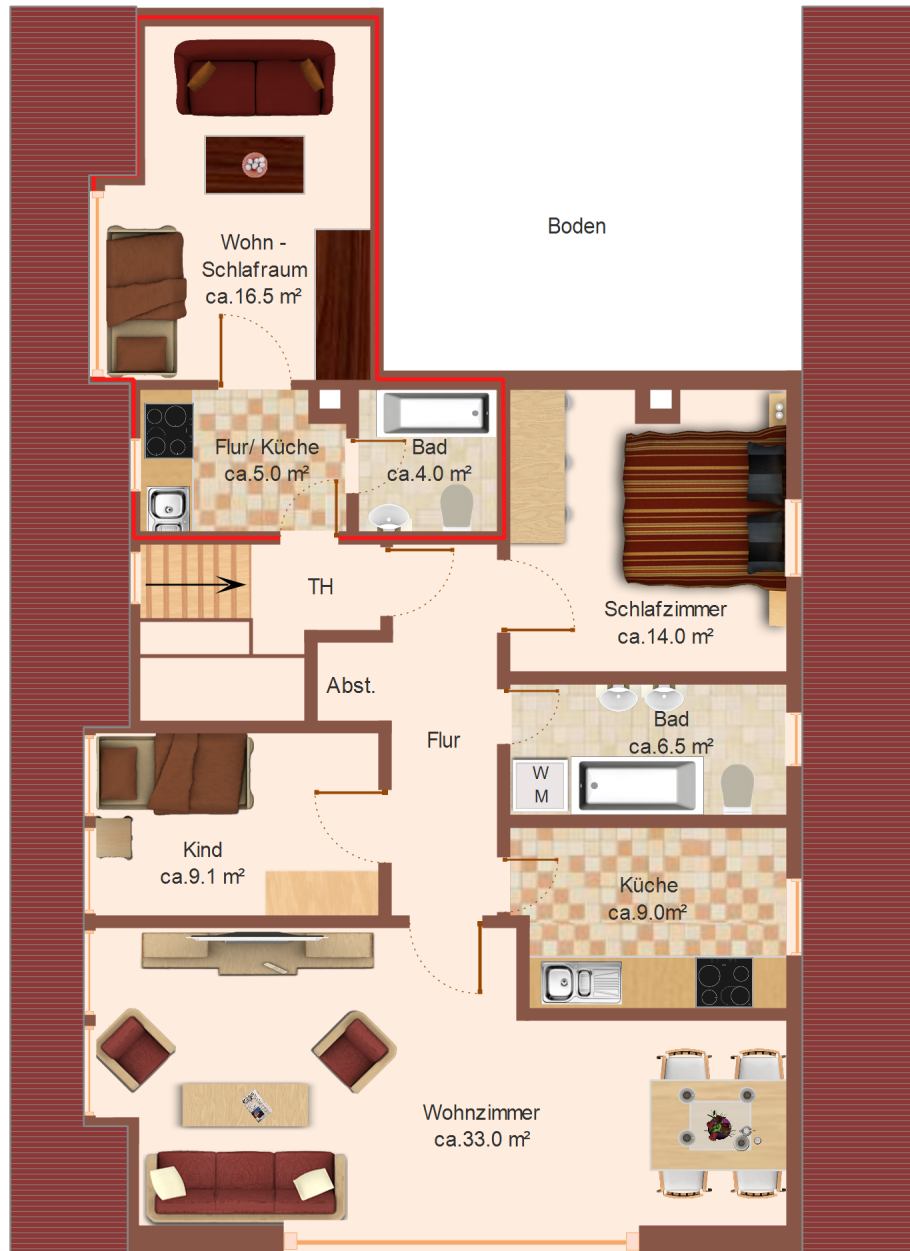 Boden
Wohn -
Schlafraum
ca.16.5 m²
Flur/ Küche
ca.5.0 m²
Bad
ca.4.0 m²
TH
Schlafzimmer
ca.14.0 m²
Abst.
Flur
Bad
ca.6.5 m²
W
M
Kind
ca.9.1 m²
Küche
ca.9.0m²
Wohnzimmer
ca.33.0 m²